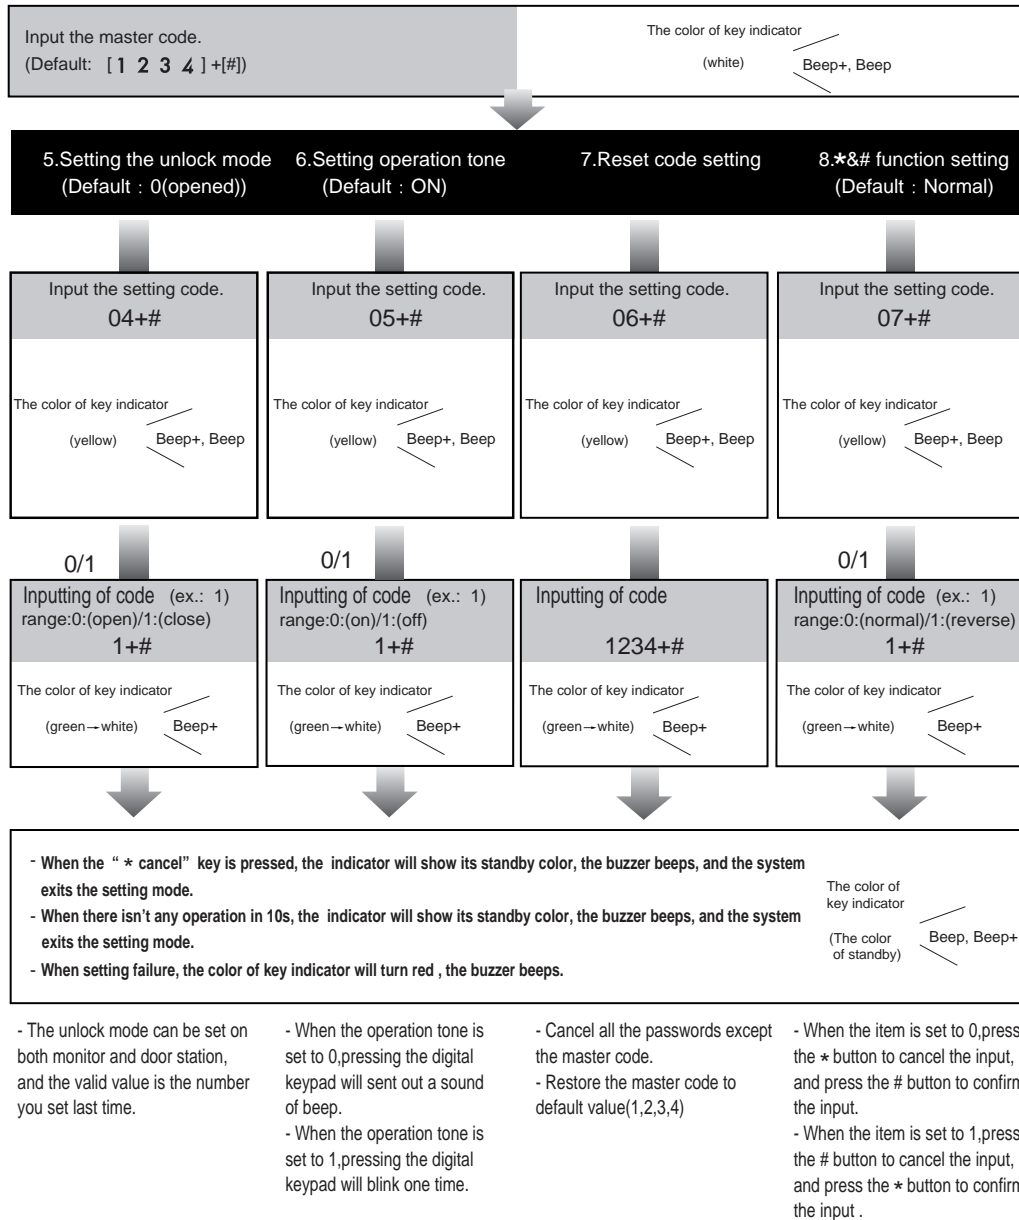 Input the master code.
(Default: [1 2 3 4] +[#])
The color of key indicator
(white) Beep+, Beep
5.Setting the unlock mode
(Default : 0(opened))
6.Setting operation tone
(Default : ON)
7.Reset code setting
8.*&# function setting
(Default : Normal)
Input the setting code.
04+#
The color of key indicator
(yellow) Beep+, Beep
Input the setting code.
05+#
The color of key indicator
(yellow) Beep+, Beep
Input the setting code.
06+#
The color of key indicator
(yellow) Beep+, Beep
Input the setting code.
07+#
The color of key indicator
(yellow) Beep+, Beep
0/1
Inputting of code (ex.: 1)
range:0:(open)/1:(close)
1+#
The color of key indicator
(green→white) Beep+
0/1
Inputting of code (ex.: 1)
range:0:(on)/1:(off)
1+#
The color of key indicator
(green→white) Beep+
Inputting of code
1234+#
The color of key indicator
(green→white) Beep+
0/1
Inputting of code (ex.: 1)
range:0:(normal)/1:(reverse)
1+#
The color of key indicator
(green→white) Beep+
- When the “ * cancel” key is pressed, the indicator will show its standby color, the buzzer beeps, and the system
exits the setting mode.
- When there isn’t any operation in 10s, the indicator will show its standby color, the buzzer beeps, and the system
exits the setting mode.
- When setting failure, the color of key indicator will turn red , the buzzer beeps.
The color of
key indicator
(The color
of standby)
Beep, Beep+
- The unlock mode can be set on
both monitor and door station,
and the valid value is the number
you set last time.
- When the operation tone is
set to 0,pressing the digital
keypad will sent out a sound
of beep.
- When the operation tone is
set to 1,pressing the digital
keypad will blink one time.
- Cancel all the passwords except
the master code.
- Restore the master code to
default value(1,2,3,4)
- When the item is set to 0,press
the * button to cancel the input,
and press the # button to confirm
the input.
- When the item is set to 1,press
the # button to cancel the input,
and press the * button to confirm
the input .